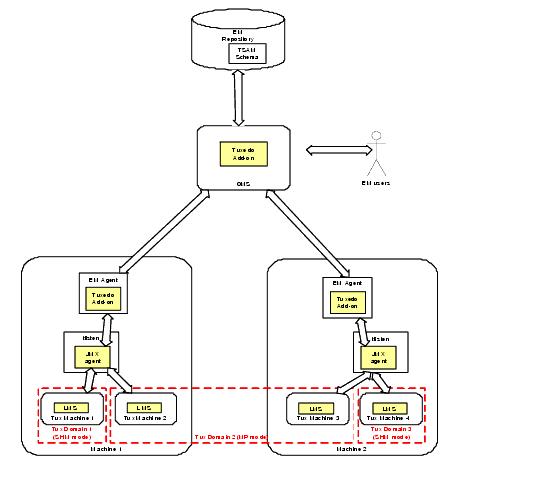 EM
Repository
TSAM
Schema
Tuxedo
Add-on
OMS
EM users
EM Agent
Tuxedo
Add-on
tlisten
JMX
agent
LMS
Tux Machine 1
LMS
Tux Machine 2
Tux Domain 1
(SHM mode)
Machine 1
EM Agent
Tuxedo
Add-on
tlisten
JMX
agent
LMS
Tux Machine 3
LMS
Tux Machine 4
Tux Domain 2 (MP mode)
Tux Domain 3
(SHM mode)
Machine 2